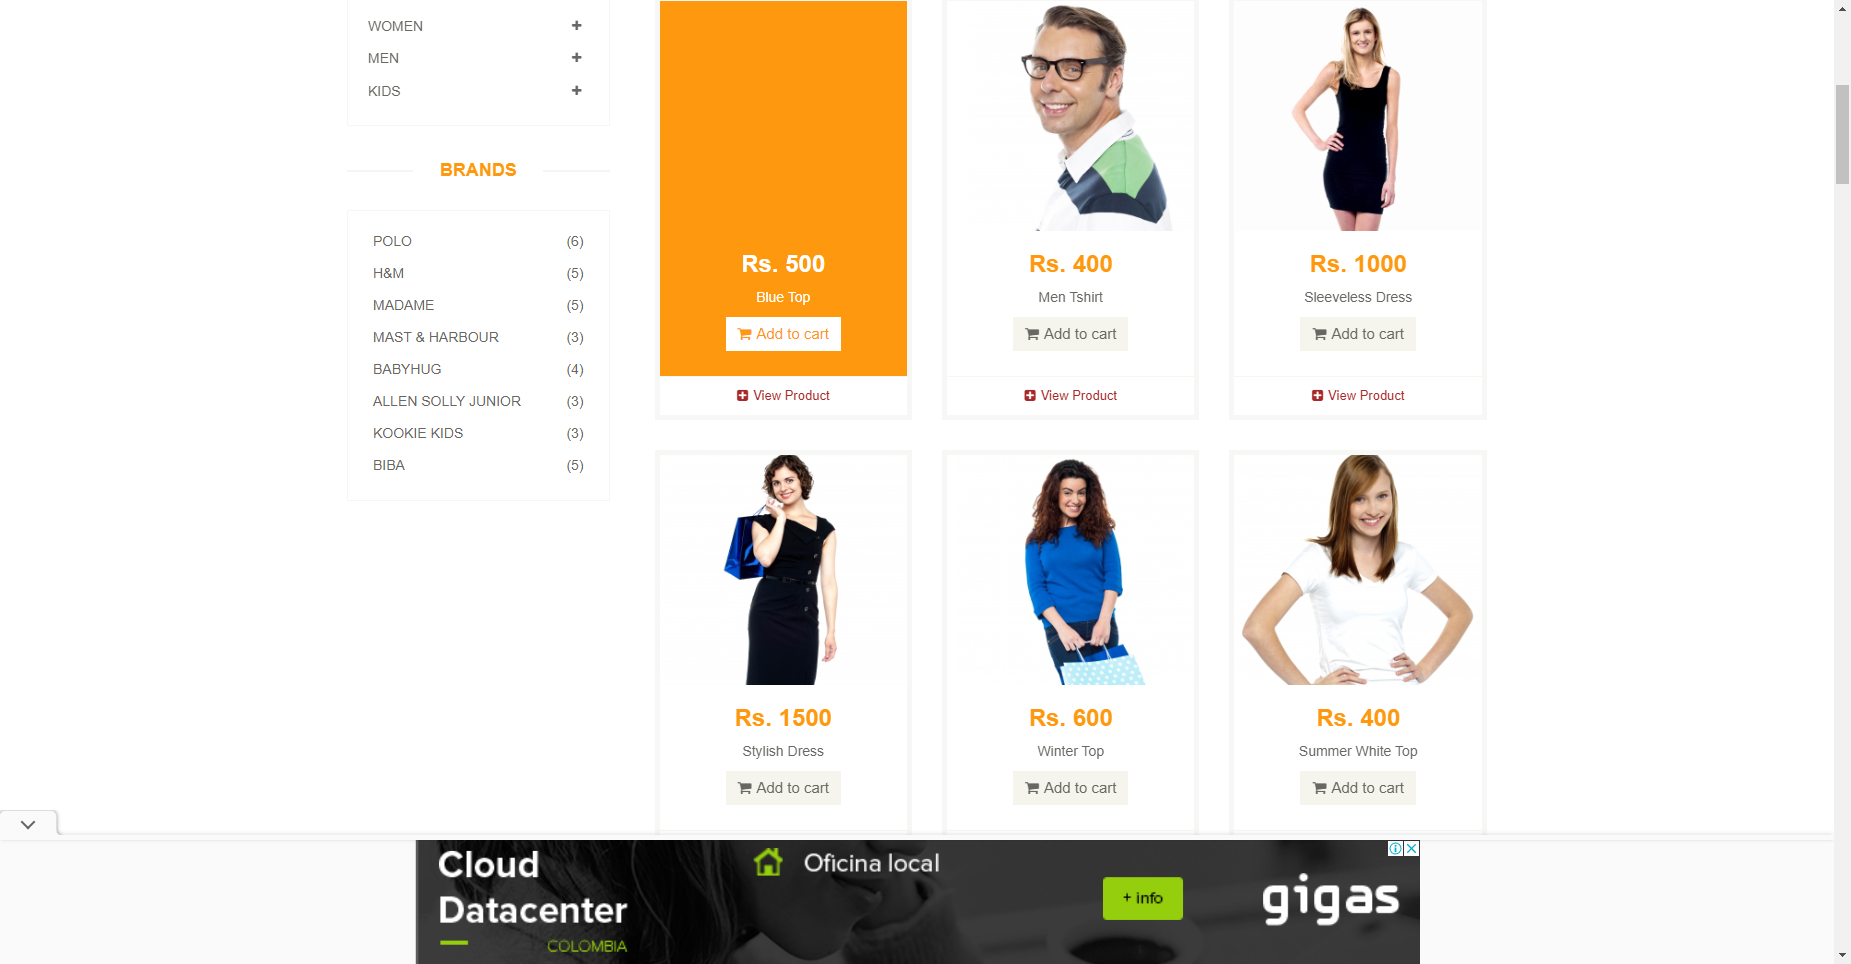 WOMEN
MEN
KIDS
BRANDS
POLO (6)
H&M (5)
MADAME (5)
MAST & HARBOUR (3)
BABYHUG (4)
ALLEN SOLLY JUNIOR (3)
KOOKIE KIDS (3)
BIBA (5)
Rs. 500
Blue Top
Add to cart
View Product
Rs. 400
Men Tshirt
Add to cart
View Product
Rs. 1000
Sleeveless Dress
Add to cart
View Product
Rs. 1500
Stylish Dress
Add to cart
Rs. 600
Winter Top
Add to cart
Rs. 400
Summer White Top
Add to cart
Cloud
Datacenter
COLOMBIA
Oficina local
+ info
gigas